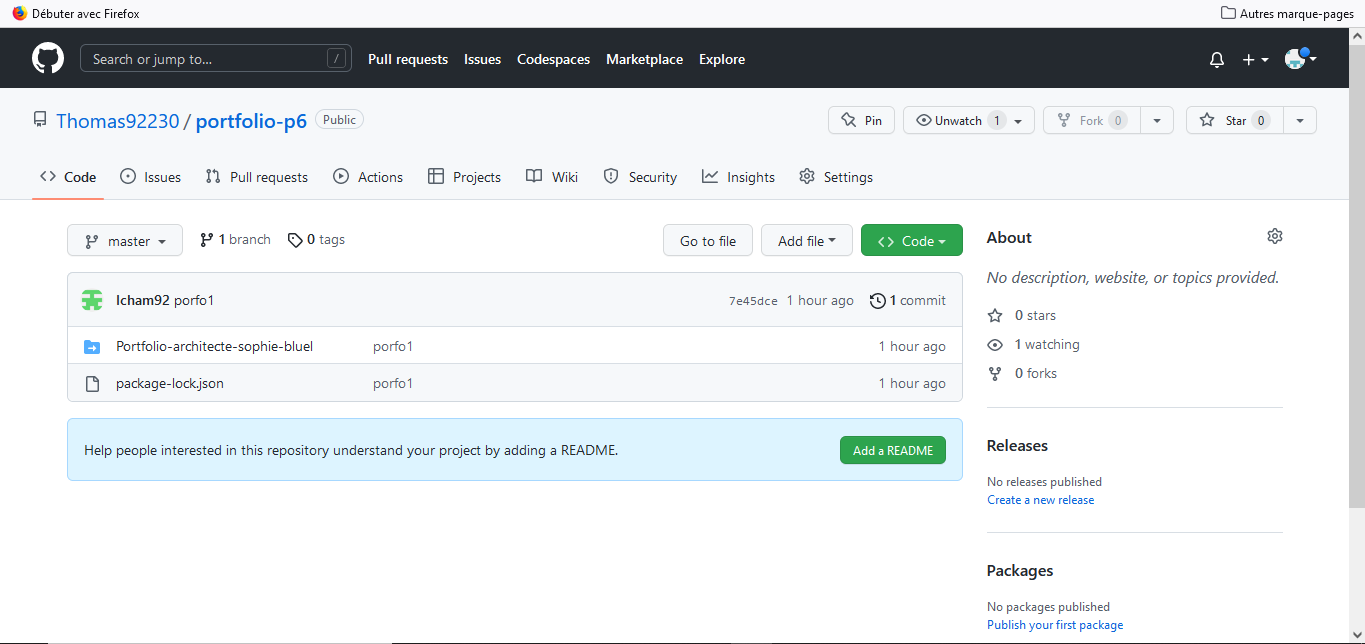 Débuter avec Firefox
Autres marque-pages
Search or jump to... /
Pull requests Issues Codespaces Marketplace Explore
Thomas92230 / portfolio-p6 Public
Pin Unwatch 1 Fork 0 Star 0
Code Issues Pull requests Actions Projects Wiki Security Insights Settings
master 1 branch 0 tags Go to file Add file Code
Icham92 porfo1 7e45dce 1 hour ago 1 commit
Portfolio-architecte-sophie-bluel porfo1 1 hour ago
package-lock.json porfo1 1 hour ago
Help people interested in this repository understand your project by adding a README. Add a README
About
No description, website, or topics provided.
0 stars
1 watching
0 forks
Releases
No releases published
Create a new release
Packages
No packages published
Publish your first package